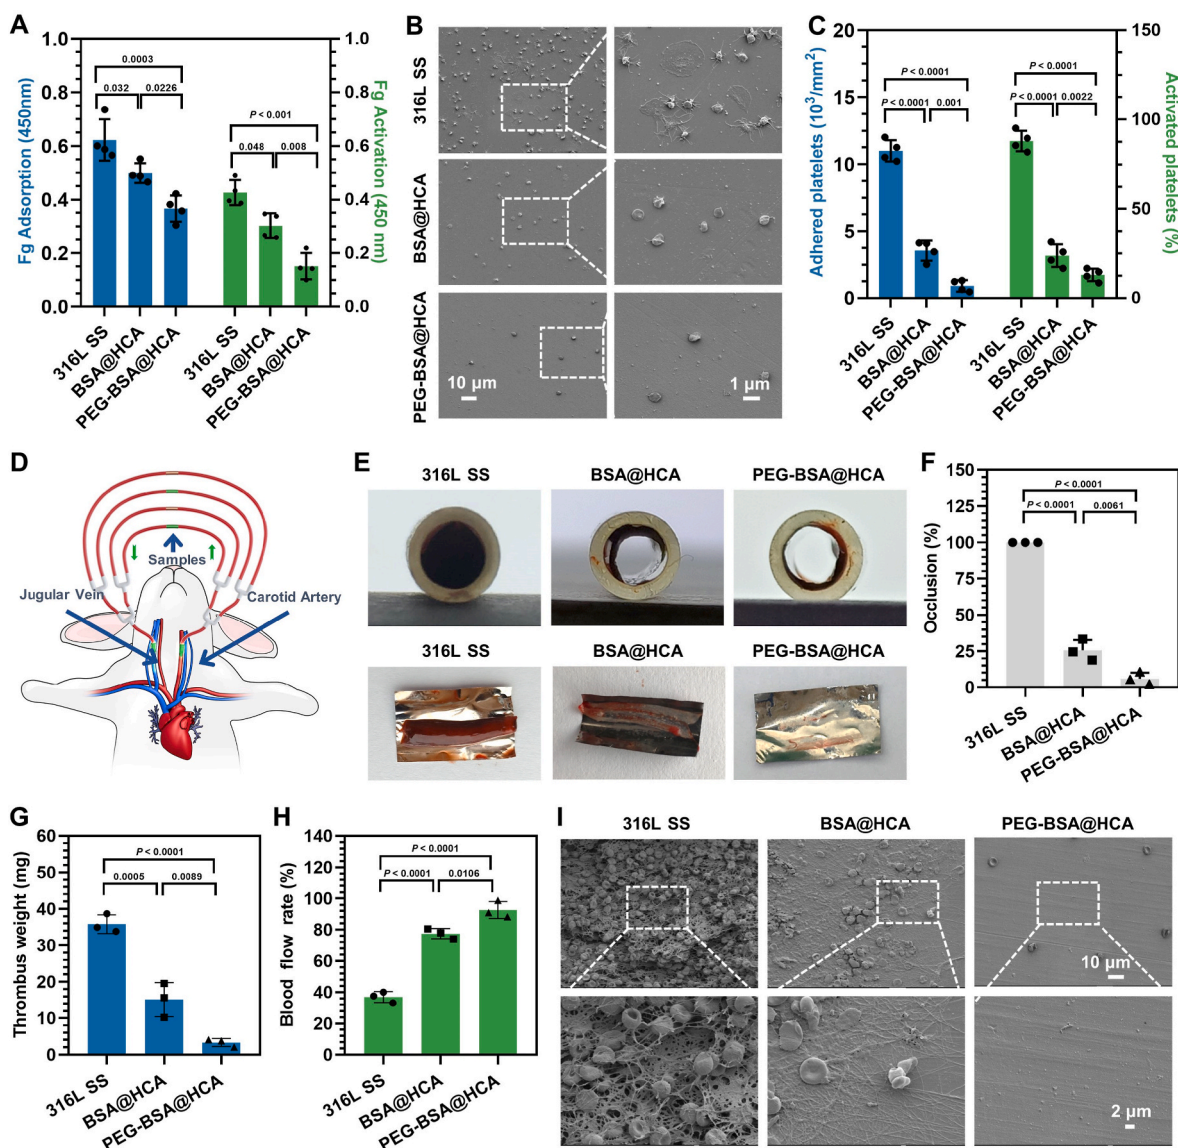 A
Fg Adsorption (450nm)
1.0
0.8
0.6
0.4
0.2
0.0
0.0003
0.032
0.0226
P < 0.001
0.048
0.008
1.0
0.8
0.6
0.4
0.2
0.0
Fg Activation (450 nm)
316L SS
BSA@HCA
PEG-BSA@HCA
316L SS
BSA@HCA
PEG-BSA@HCA
B
316L SS
BSA@HCA
PEG-BSA@HCA
10 μm
1 μm
C
Adhered platelets (10³/mm²)
20
15
10
5
0
P < 0.0001
P < 0.0001
0.001
P < 0.0001
P < 0.0001
0.0022
150
100
50
0
Activated platelets (%)
316L SS
BSA@HCA
PEG-BSA@HCA
316L SS
BSA@HCA
PEG-BSA@HCA
D
Samples
Jugular Vein
Carotid Artery
E
316L SS
BSA@HCA
PEG-BSA@HCA
316L SS
BSA@HCA
PEG-BSA@HCA
F
Occlusion (%)
150
125
100
75
50
25
0
P < 0.0001
P < 0.0001
0.0061
316L SS
BSA@HCA
PEG-BSA@HCA
G
Thrombus weight (mg)
60
50
40
30
20
10
0
P < 0.0001
0.0005
0.0089
316L SS
BSA@HCA
PEG-BSA@HCA
H
Blood flow rate (%)
140
120
100
80
60
40
20
0
P < 0.0001
P < 0.0001
0.0106
316L SS
BSA@HCA
PEG-BSA@HCA
I
316L SS
BSA@HCA
PEG-BSA@HCA
10 μm
2 μm